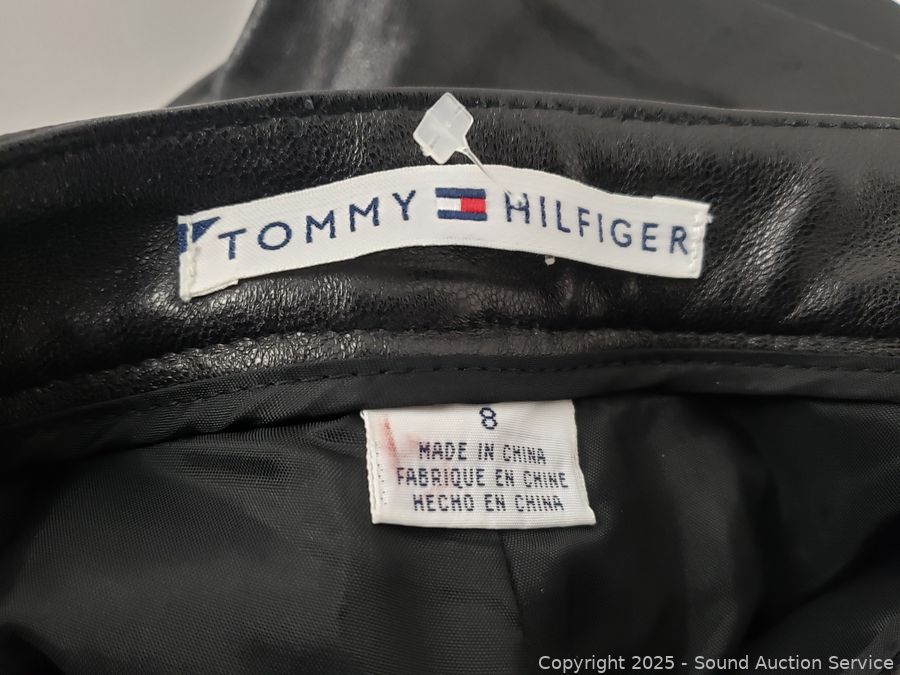 TOMMY HILFIGER
8
MADE IN CHINA
FABRIQUE EN CHINE
HECHO EN CHINA
Copyright 2025 - Sound Auction Service